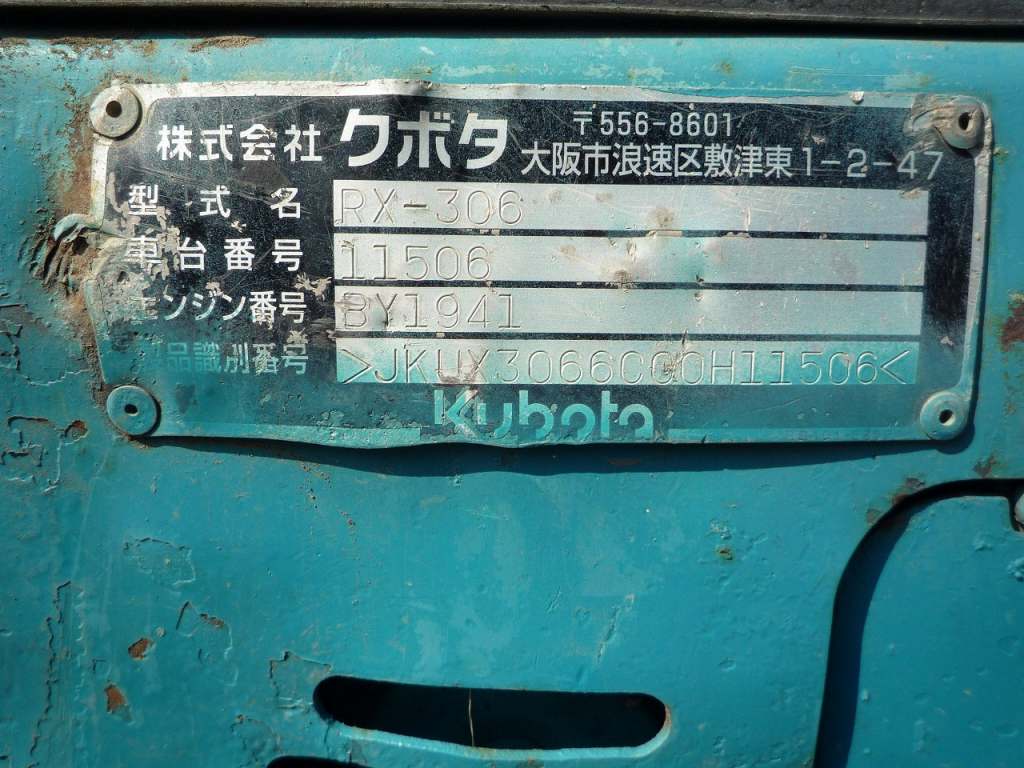 株式会社 クボタ 〒556-8601
大阪市浪速区敷津東1-2-47
型式名 RX-306
車台番号 11506
エンジン番号 BY1941
品識別番号 >JKUX3066C00H11506<
Kubota